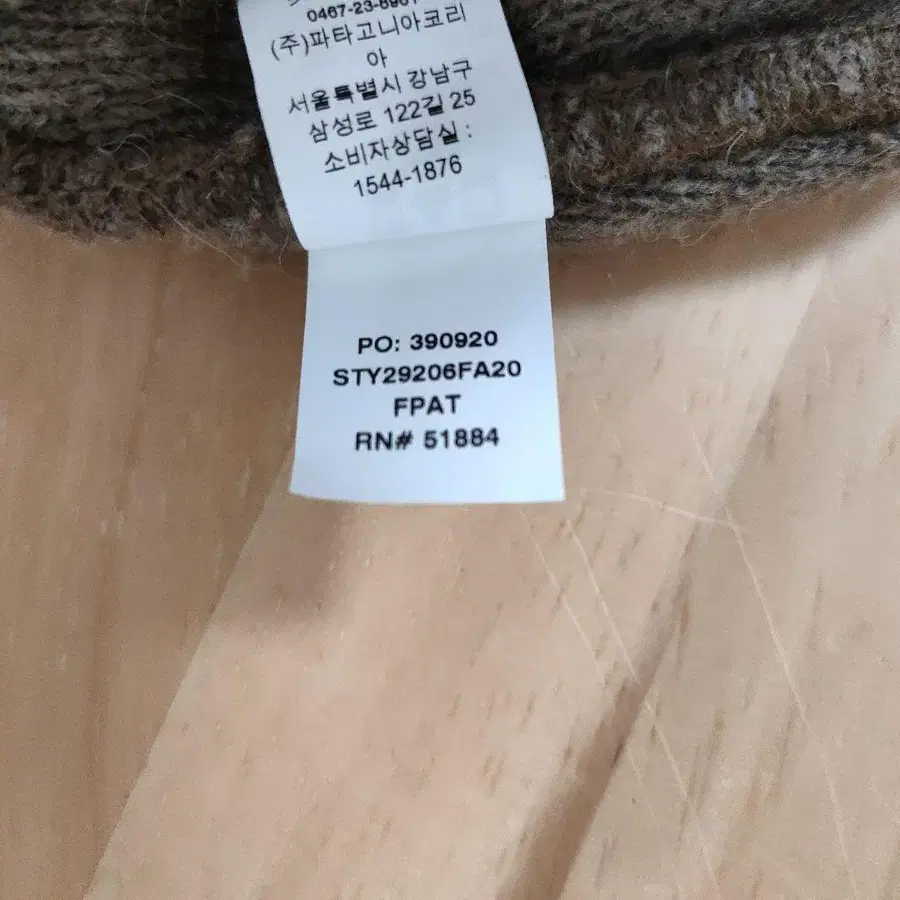 (주)파타고니아코리
아
서울특별시 강남구
삼성로 122길 25
소비자상담실 :
1544-1876
PO: 390920
STY29206FA20
FPAT
RN# 51884